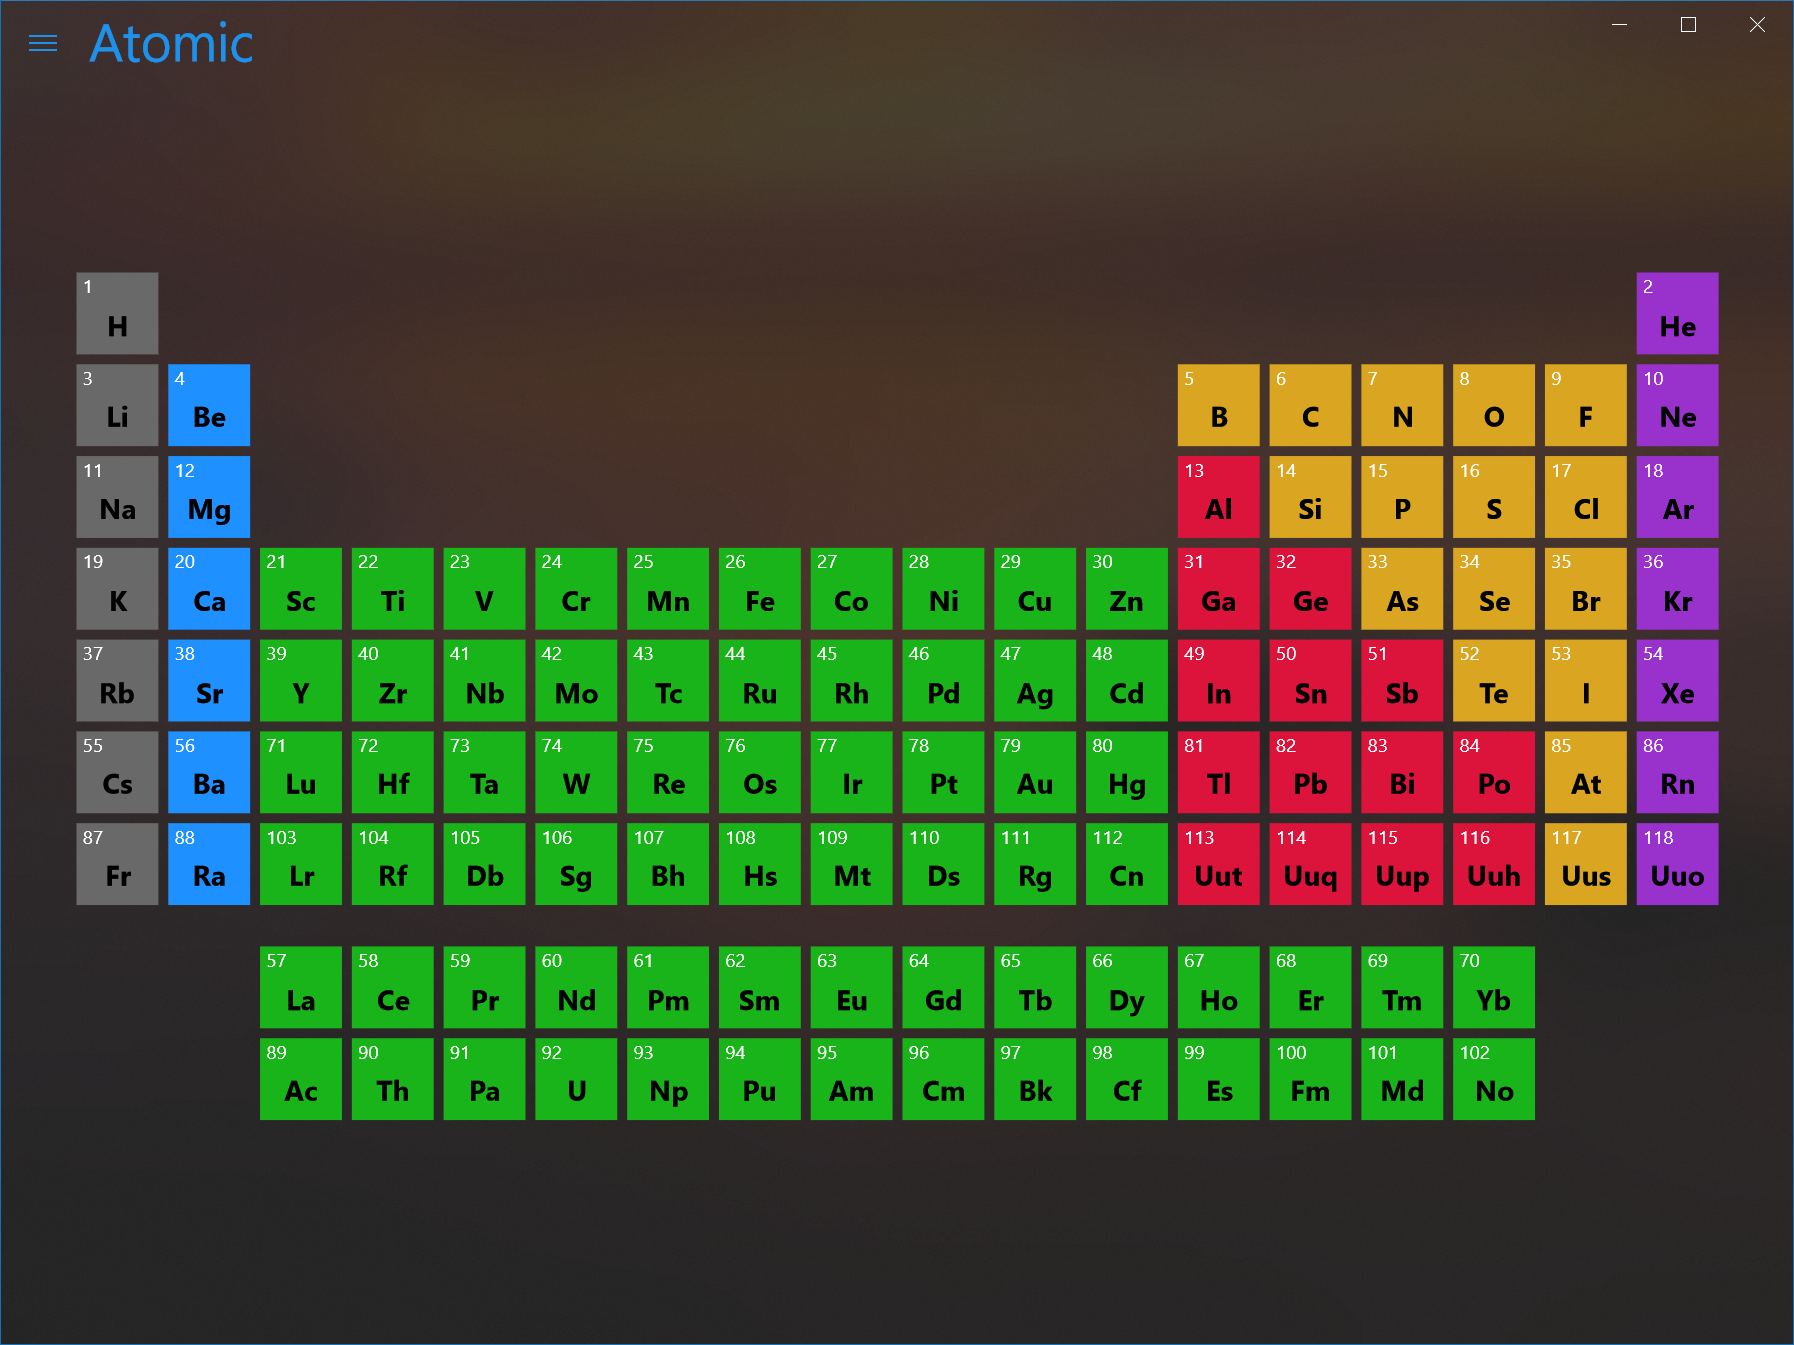 Atomic
1 2
H He
3 4 5 6 7 8 9 10
Li Be B C N O F Ne
11 12 13 14 15 16 17 18
Na Mg Al Si P S Cl Ar
19 20 21 22 23 24 25 26 27 28 29 30 31 32 33 34 35 36
K Ca Sc Ti V Cr Mn Fe Co Ni Cu Zn Ga Ge As Se Br Kr
37 38 39 40 41 42 43 44 45 46 47 48 49 50 51 52 53 54
Rb Sr Y Zr Nb Mo Tc Ru Rh Pd Ag Cd In Sn Sb Te I Xe
55 56 71 72 73 74 75 76 77 78 79 80 81 82 83 84 85 86
Cs Ba Lu Hf Ta W Re Os Ir Pt Au Hg Tl Pb Bi Po At Rn
87 88 103 104 105 106 107 108 109 110 111 112 113 114 115 116 117 118
Fr Ra Lr Rf Db Sg Bh Hs Mt Ds Rg Cn Uut Uuq Uup Uuh Uus Uuo
57 58 59 60 61 62 63 64 65 66 67 68 69 70
La Ce Pr Nd Pm Sm Eu Gd Tb Dy Ho Er Tm Yb
89 90 91 92 93 94 95 96 97 98 99 100 101 102
Ac Th Pa U Np Pu Am Cm Bk Cf Es Fm Md No